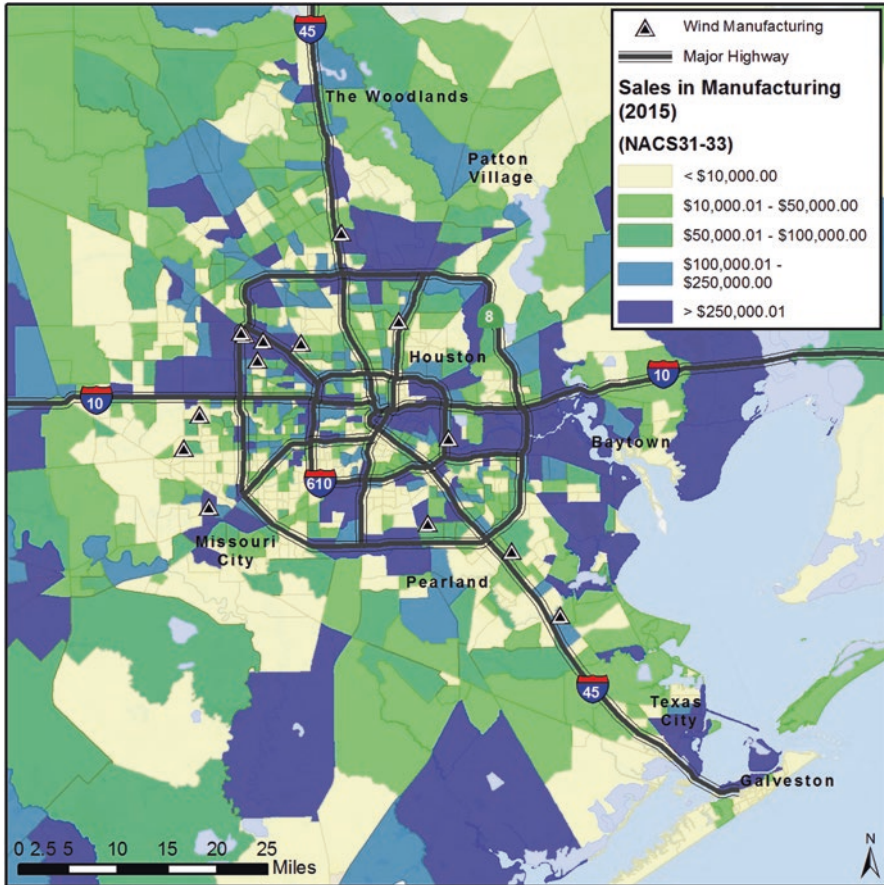 Wind Manufacturing
Major Highway
Sales in Manufacturing
(2015)
(NACS31-33)
< $10,000.00
$10,000.01 - $50,000.00
$50,000.01 - $100,000.00
$100,000.01 -
$250,000.00
> $250,000.01
45
The Woodlands
Patton
Village
8
Houston
10
10
Baytown
610
Missouri
City
Pearland
45
Texas
City
Galveston
0 2.5 5 10 15 20 25
Miles
N